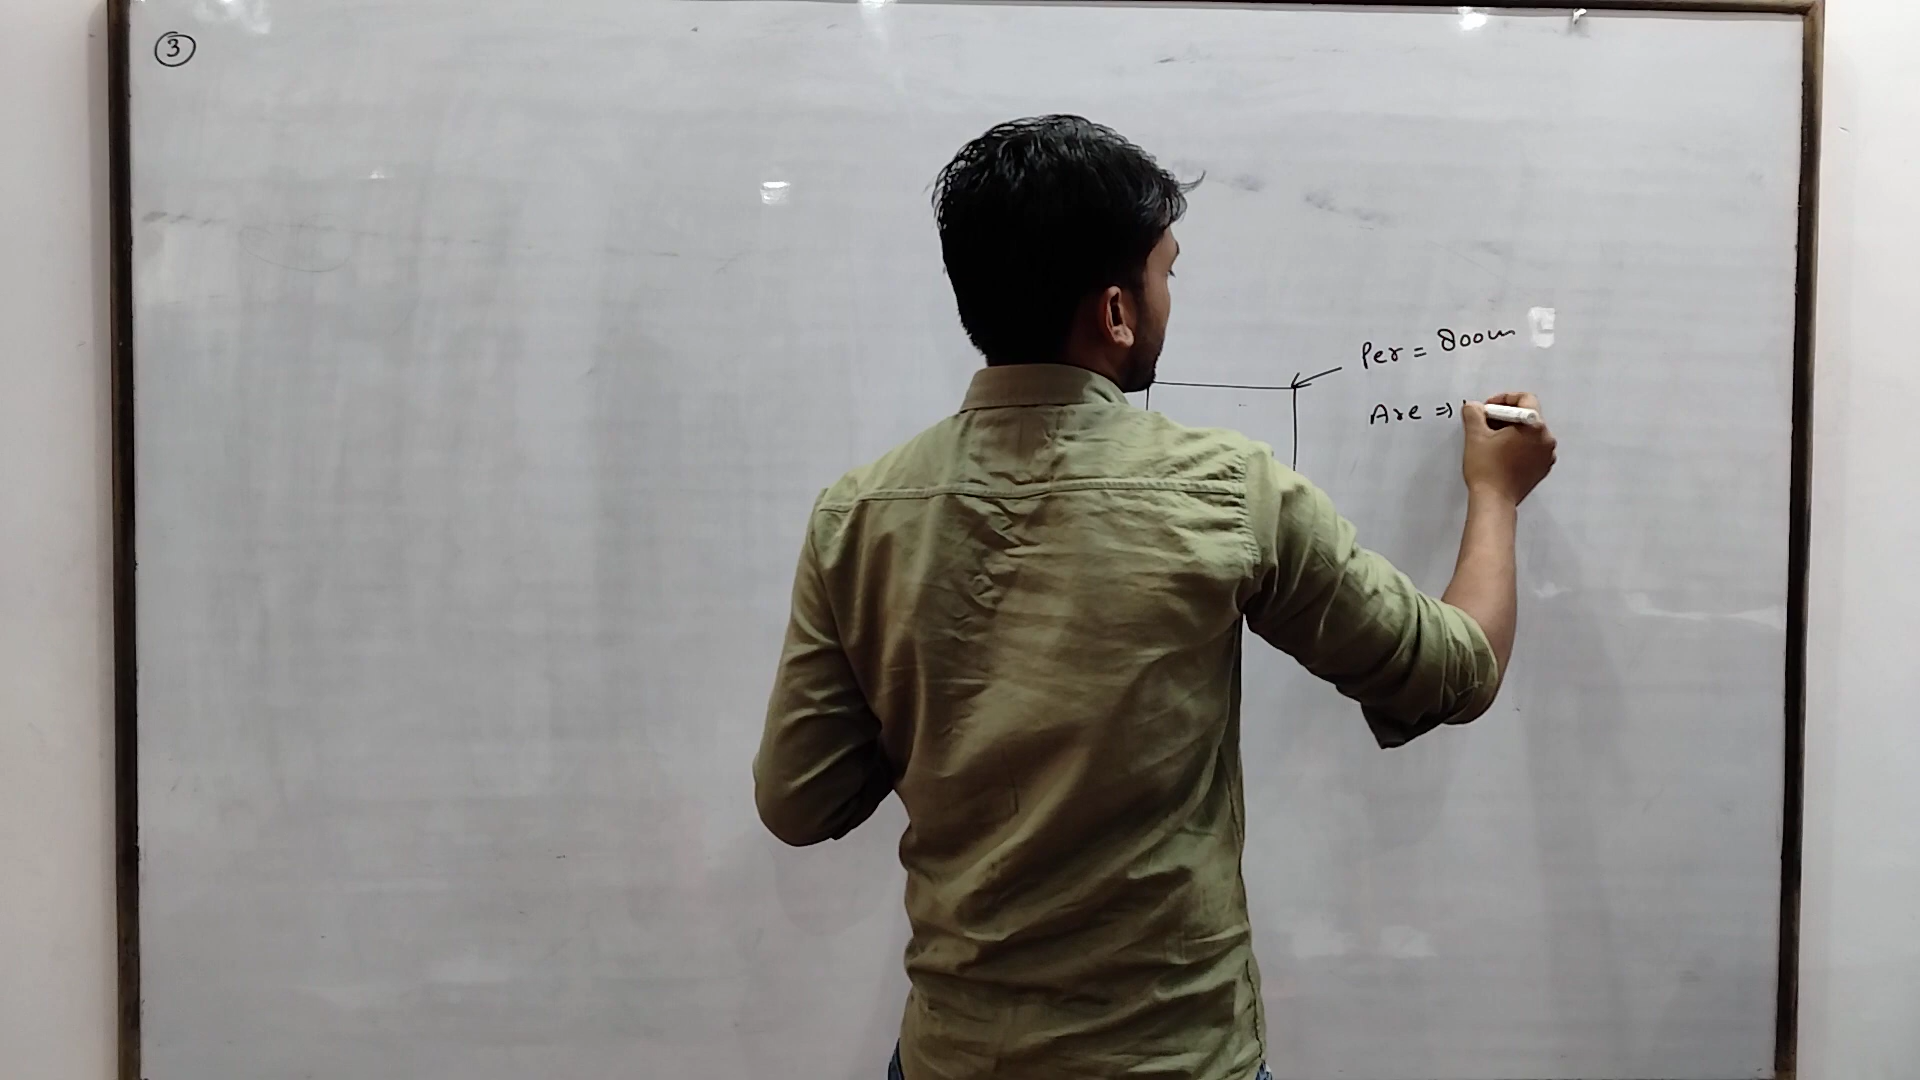 3
Per = 800m
Are ⇒